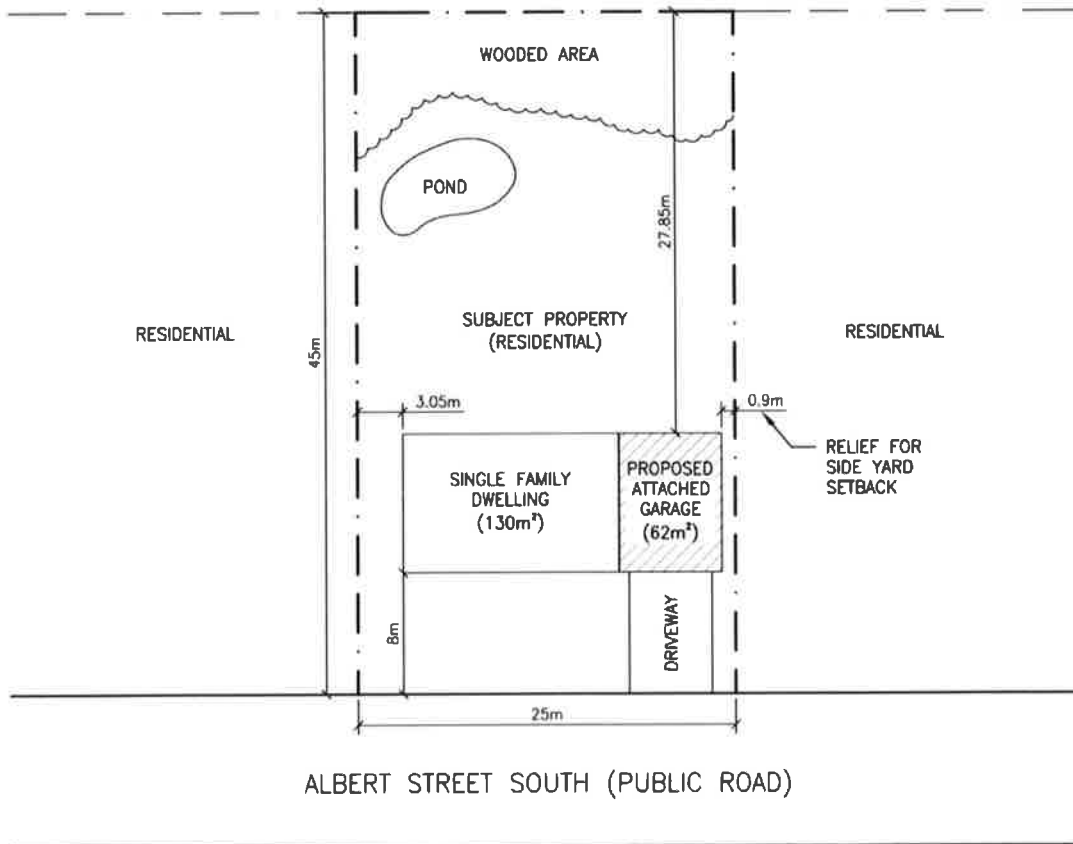 WOODED AREA
POND
27.85m
RESIDENTIAL
45m
SUBJECT PROPERTY
(RESIDENTIAL)
RESIDENTIAL
3.05m
0.9m
RELIEF FOR
SIDE YARD
SETBACK
SINGLE FAMILY
DWELLING
(130m²)
PROPOSED
ATTACHED
GARAGE
(62m²)
8m
DRIVEWAY
25m
ALBERT STREET SOUTH (PUBLIC ROAD)